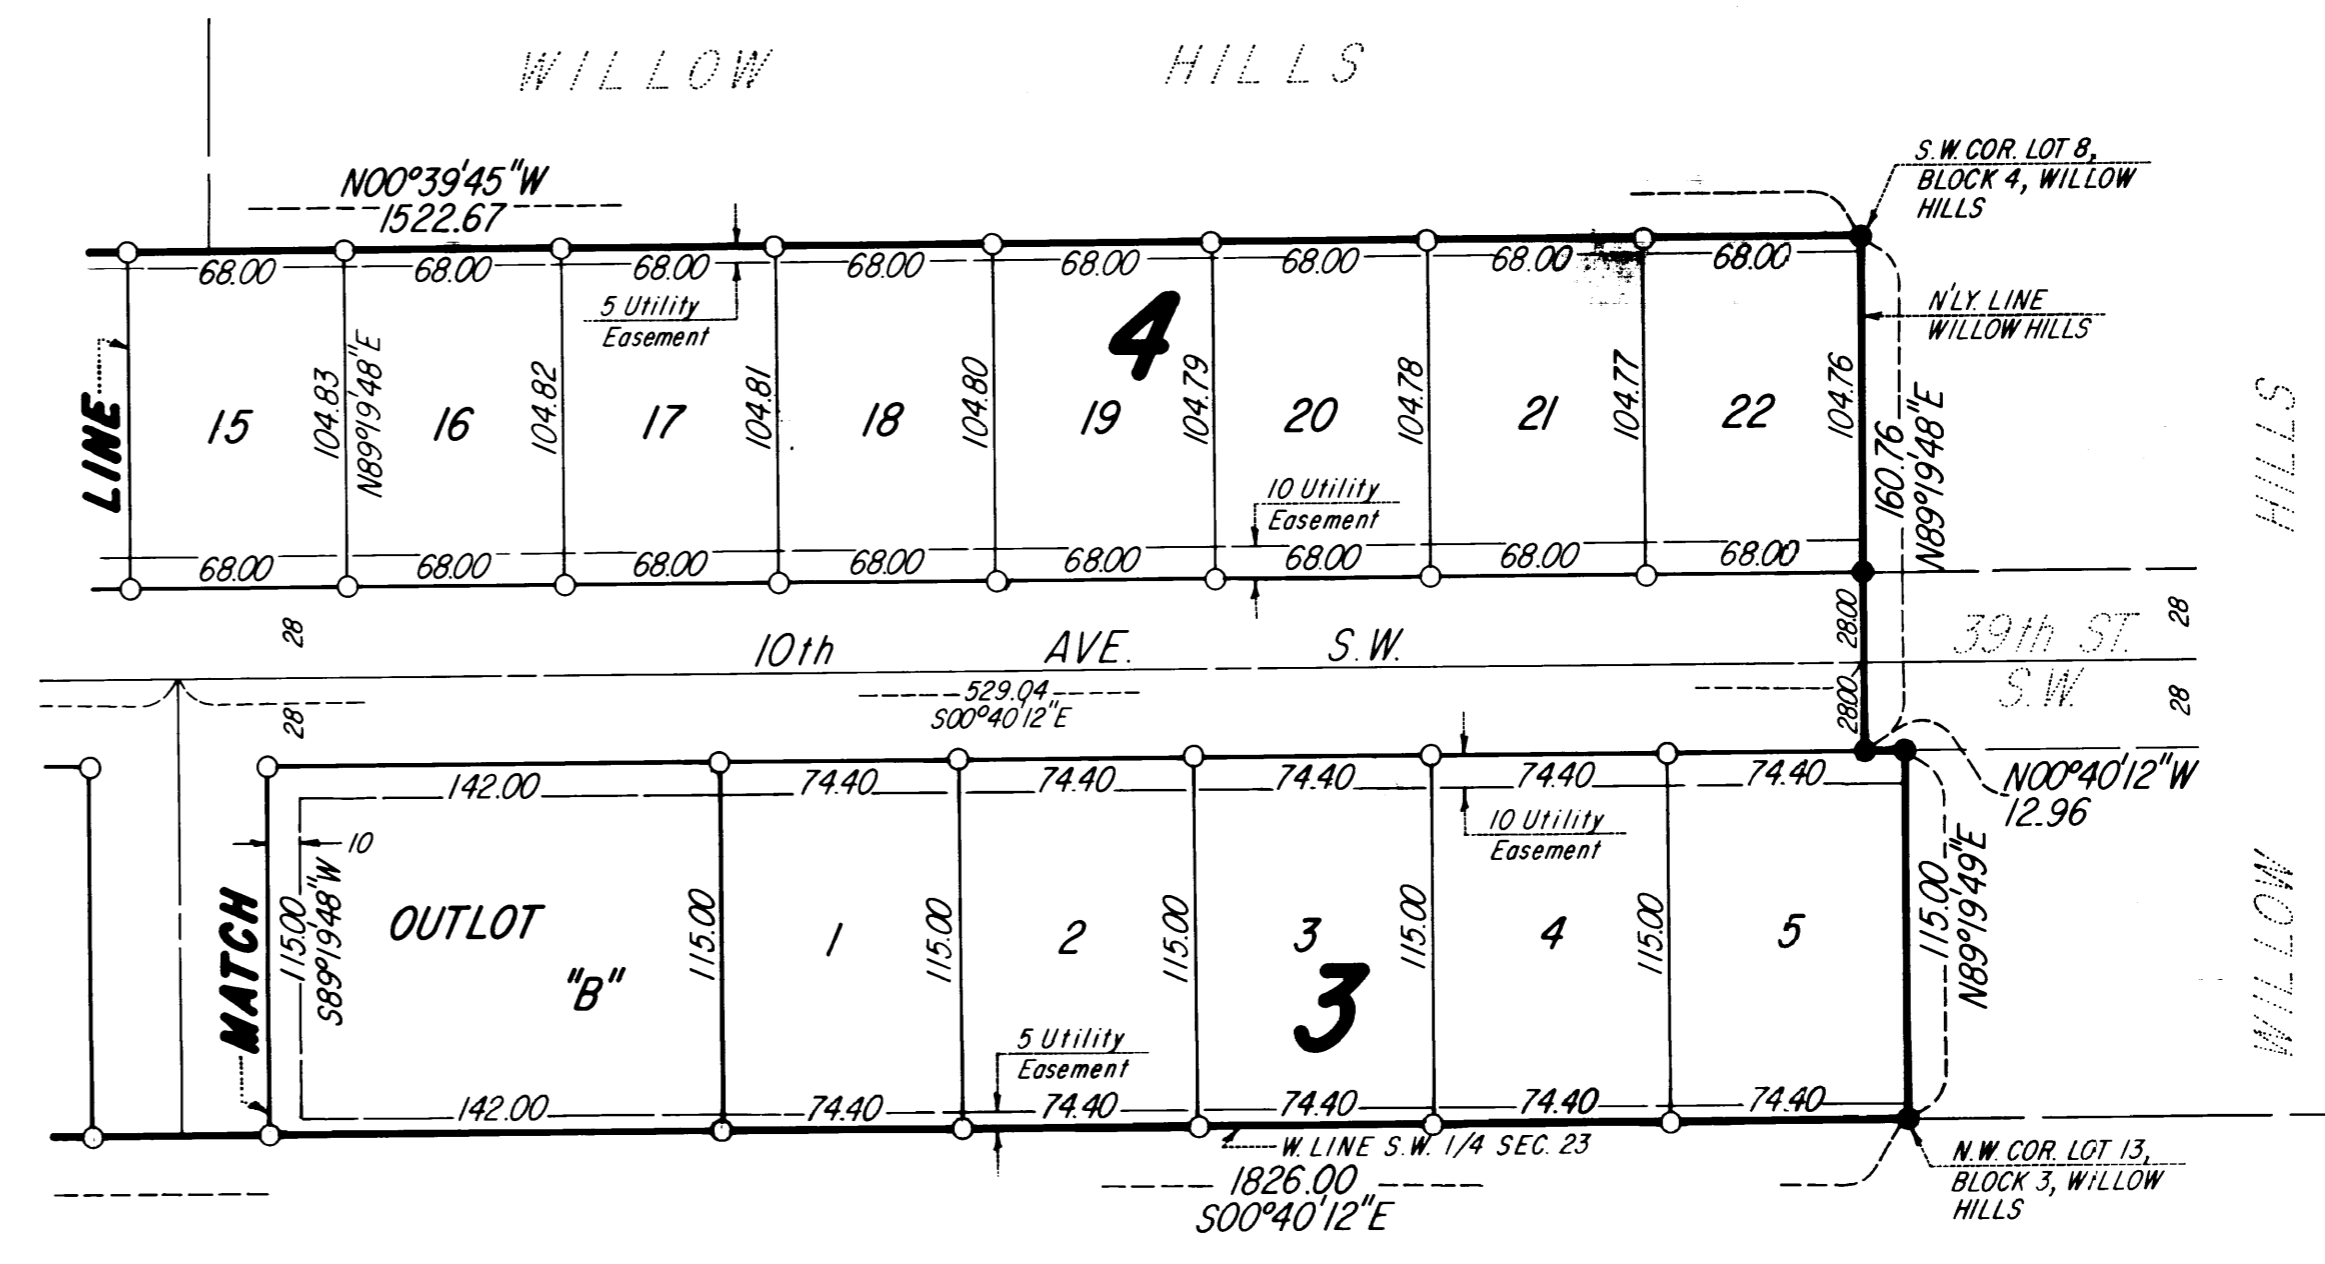 WILLOW HILLS
N00°39'45"W
1522.67
S.W. COR. LOT 8,
BLOCK 4, WILLOW
HILLS
68.00 68.00 68.00 68.00 68.00 68.00 68.00 68.00
5 Utility
Easement
4
N'LY. LINE
WILLOW HILLS
LINE
15 16 17 18 19 20 21 22
104.83
N89°19'48"E
104.82
104.81
104.80
104.79
104.78
104.77
104.76
160.76
N89°19'48"E
HILLS
10 Utility
Easement
68.00 68.00 68.00 68.00 68.00 68.00 68.00 68.00
28
28.00
28
10th AVE. S.W.
39th ST.
S.W.
529.04
S00°40'12"E
28
28.00
28
142.00 74.40 74.40 74.40 74.40 74.40
N00°40'12"W
12.96
10
10 Utility
Easement
MATCH
115.00
S89°19'48"W
OUTLOT
"B"
115.00
1
115.00
2
115.00
3
115.00
4
115.00
5
115.00
N89°19'49"E
WILLOW
3
5 Utility
Easement
142.00 74.40 74.40 74.40 74.40 74.40
W. LINE S.W. 1/4 SEC. 23
1826.00
S00°40'12"E
N.W. COR. LOT 13,
BLOCK 3, WILLOW
HILLS